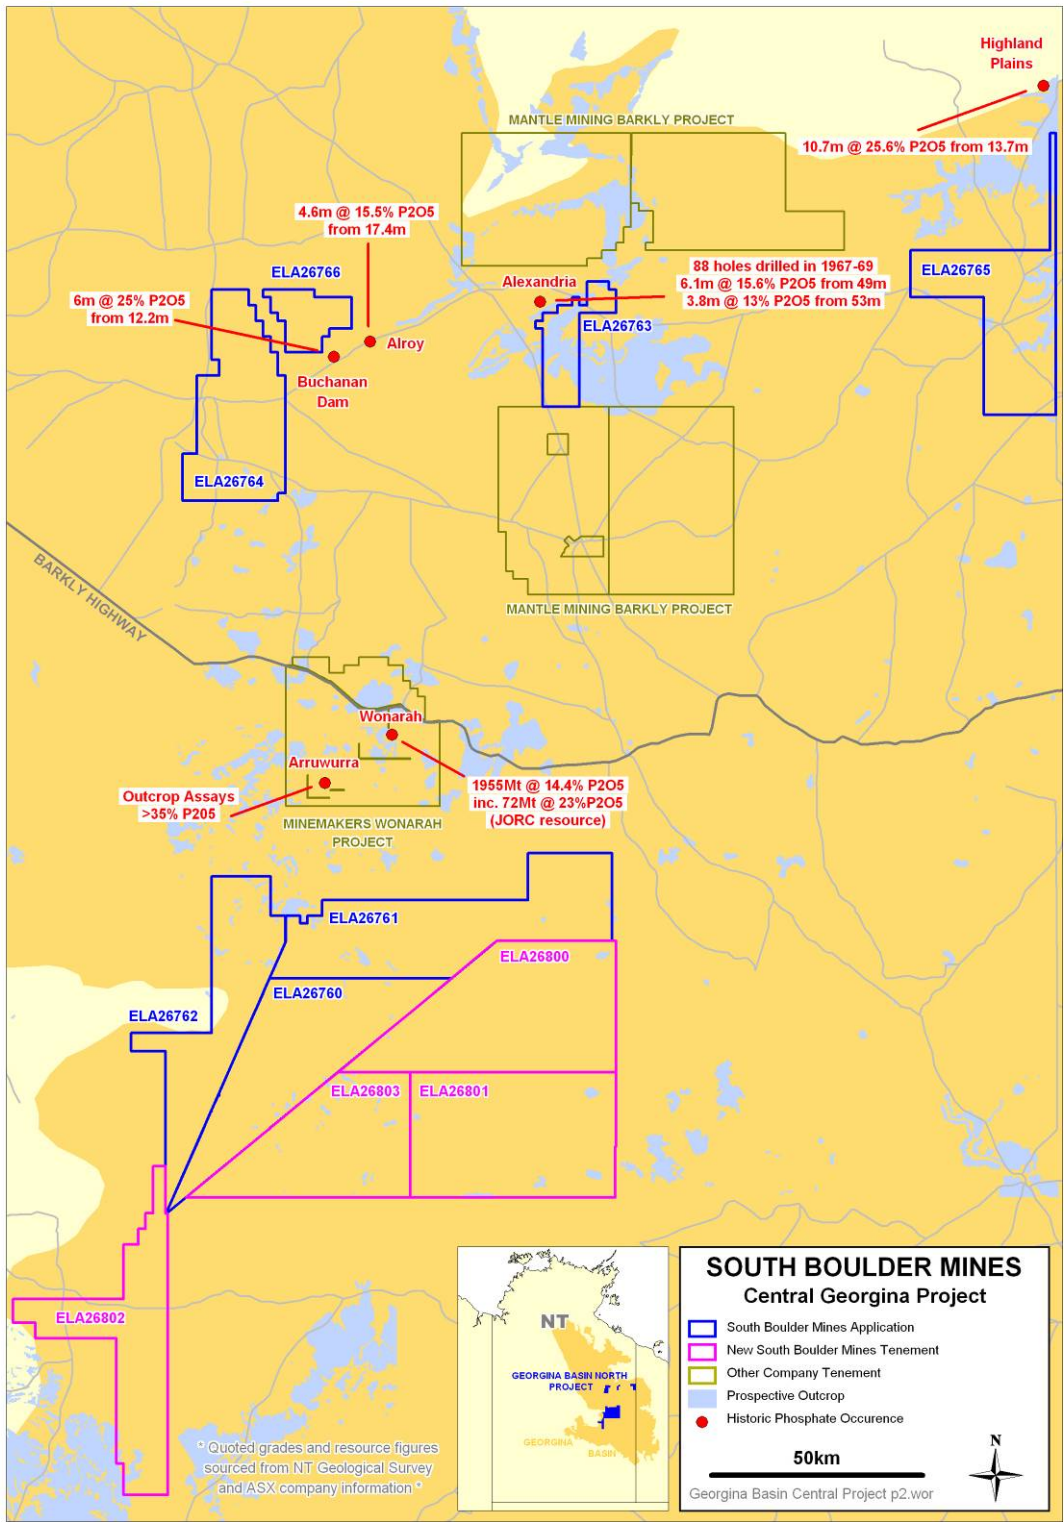 Highland
Plains
MANTLE MINING BARKLY PROJECT
10.7m @ 25.6% P2O5 from 13.7m
4.6m @ 15.5% P2O5
from 17.4m
ELA26766
88 holes drilled in 1967-69
6.1m @ 15.6% P2O5 from 49m
3.8m @ 13% P2O5 from 53m
ELA26765
Alexandria
6m @ 25% P2O5
from 12.2m
ELA26763
Alroy
Buchanan
Dam
ELA26764
BARKLY HIGHWAY
MANTLE MINING BARKLY PROJECT
Wonarah
Arruwurra
Outcrop Assays
>35% P205
1955Mt @ 14.4% P2O5
inc. 72Mt @ 23%P2O5
(JORC resource)
MINEMAKERS WONARAH
PROJECT
ELA26761
ELA26800
ELA26760
ELA26762
ELA26803
ELA26801
ELA26802
NT
GEORGINA BASIN NORTH
PROJECT
GEORGINA
BASIN
* Quoted grades and resource figures
sourced from NT Geological Survey
and ASX company information *
SOUTH BOULDER MINES
Central Georgina Project
South Boulder Mines Application
New South Boulder Mines Tenement
Other Company Tenement
Prospective Outcrop
Historic Phosphate Occurence
50km
N
Georgina Basin Central Project p2.wor